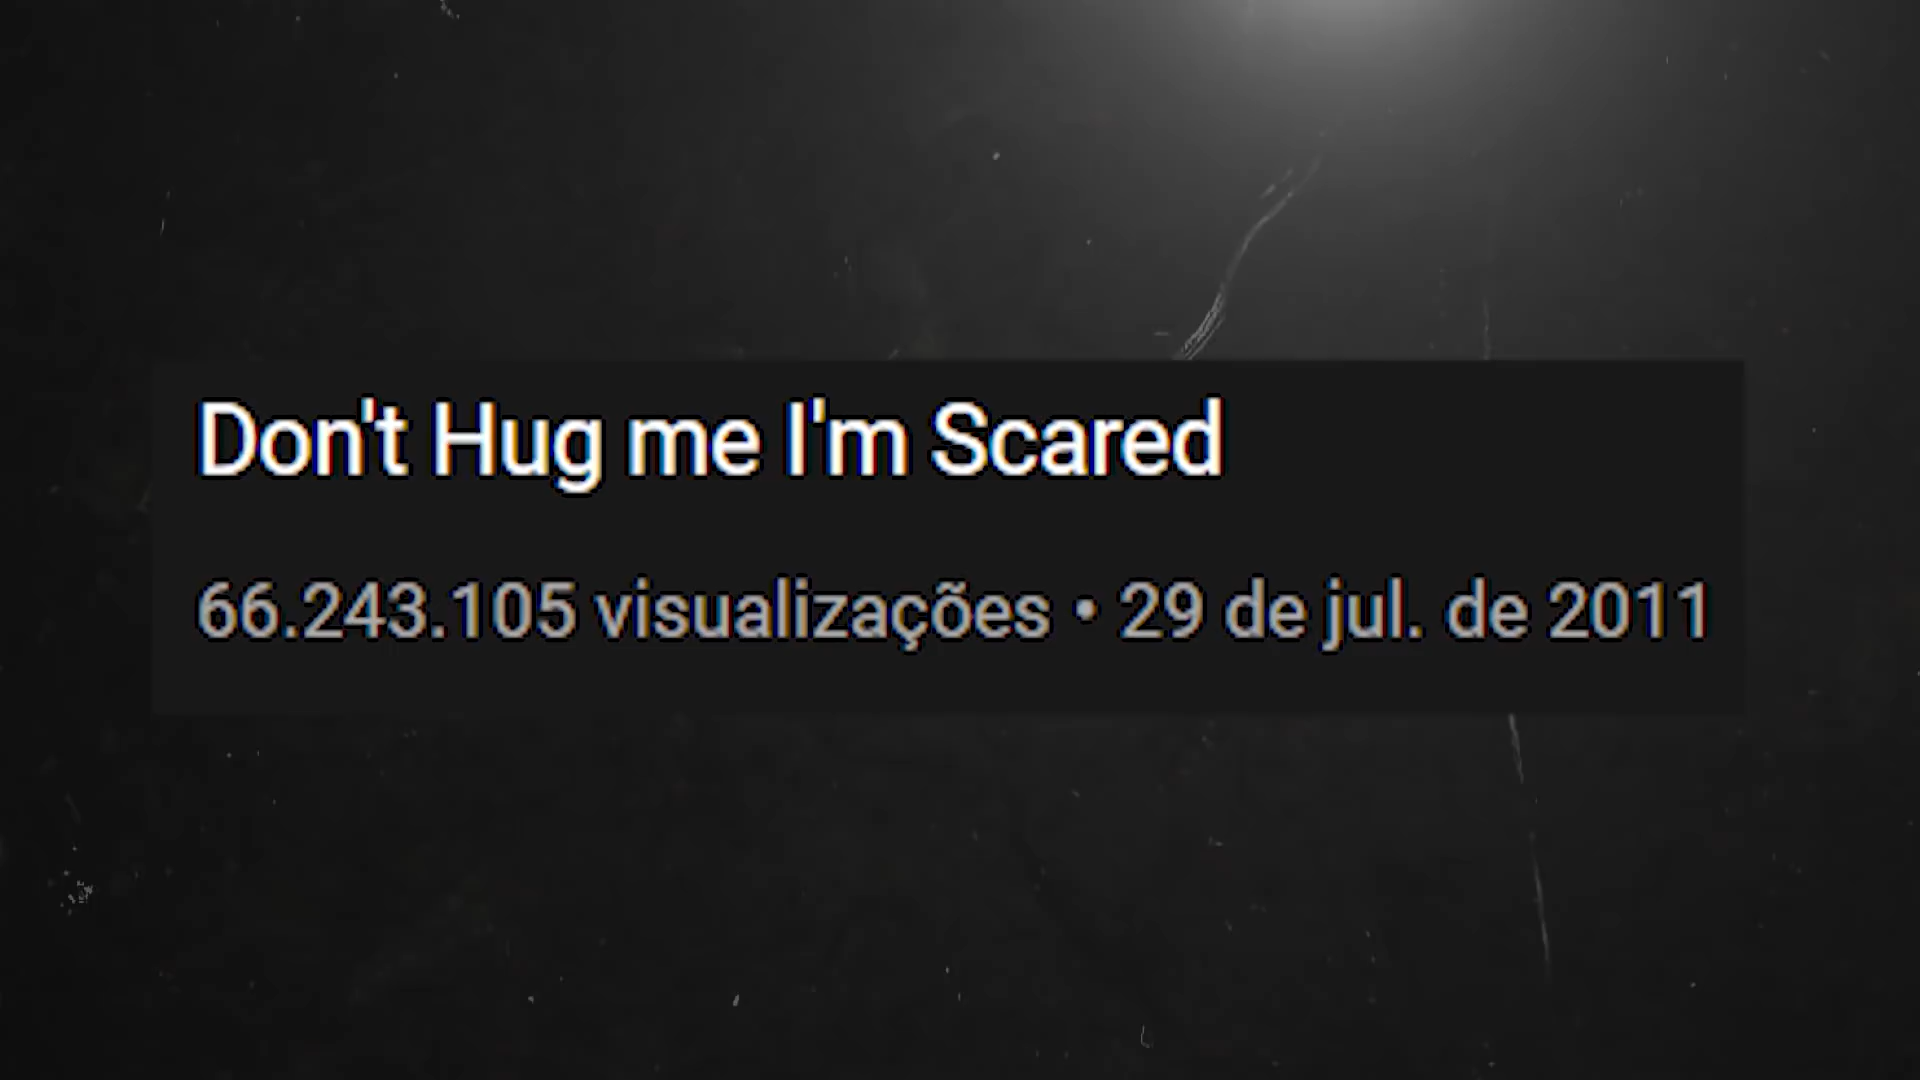 Don't Hug me I'm Scared
66.243.105 visualizações • 29 de jul. de 2011